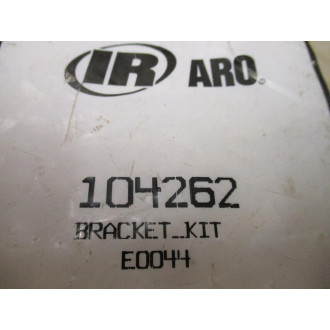 IR ARO
104262
BRACKET_KIT
E0044